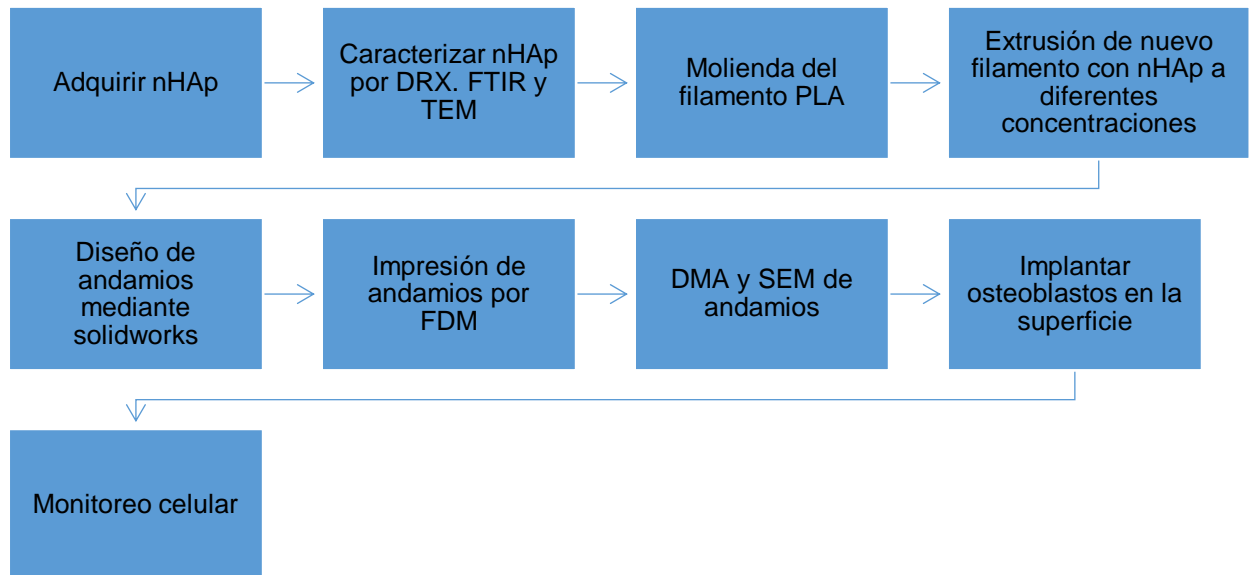 Adquirir nHAp
Caracterizar nHAp
por DRX. FTIR y
TEM
Molienda del
filamento PLA
Extrusión de nuevo
filamento con nHAp a
diferentes
concentraciones
Diseño de
andamios
mediante
solidworks
Impresión de
andamios por
FDM
DMA y SEM de
andamios
Implantar
osteoblastos en la
superficie
Monitoreo celular